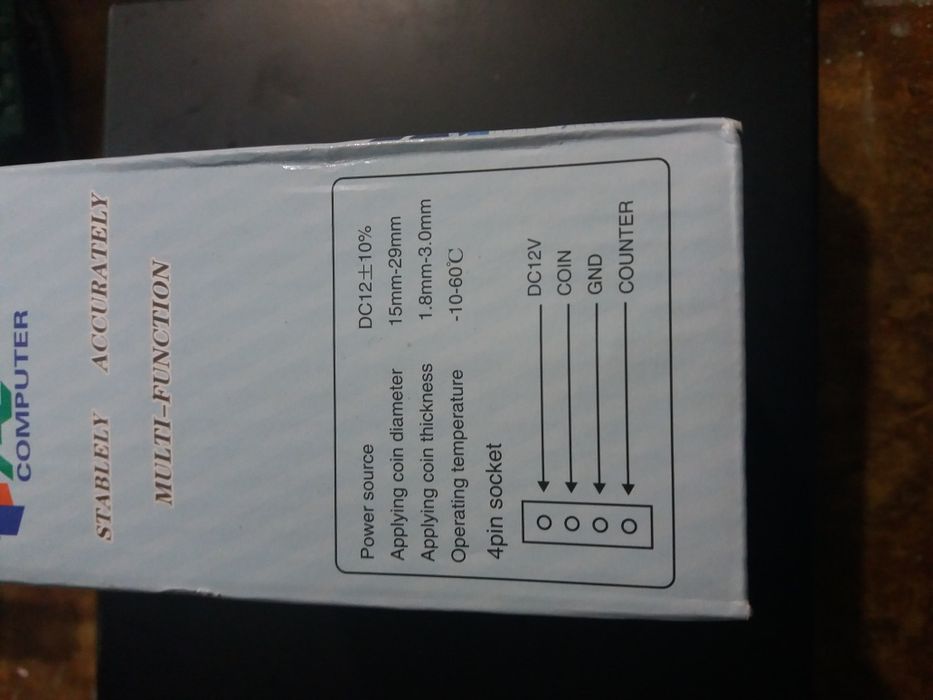 COMPUTER
STABLELY ACCURATELY
MULTI-FUNCTION
Power source DC12±10%
Applying coin diameter 15mm-29mm
Applying coin thickness 1.8mm-3.0mm
Operating temperature -10-60℃
4pin socket
DC12V
COIN
GND
COUNTER